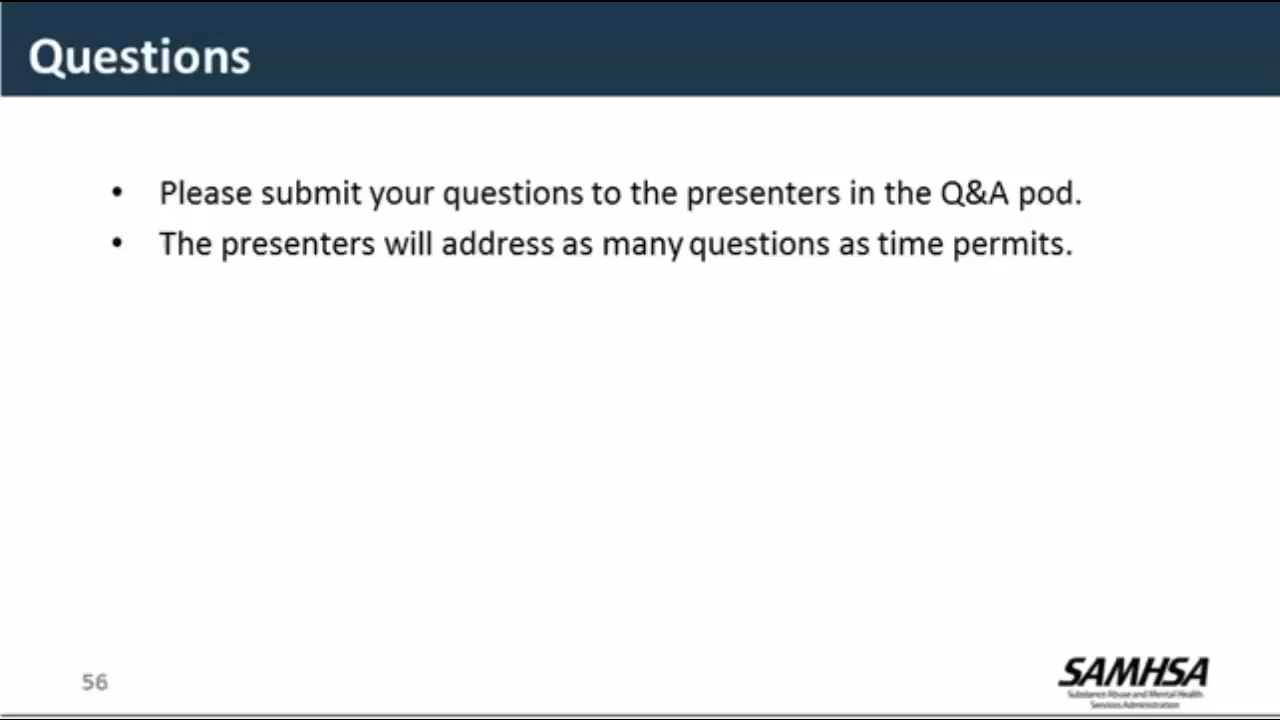 Questions
• Please submit your questions to the presenters in the Q&A pod.
• The presenters will address as many questions as time permits.
56
SAMHSA
Substance Abuse and Mental Health
Services Administration